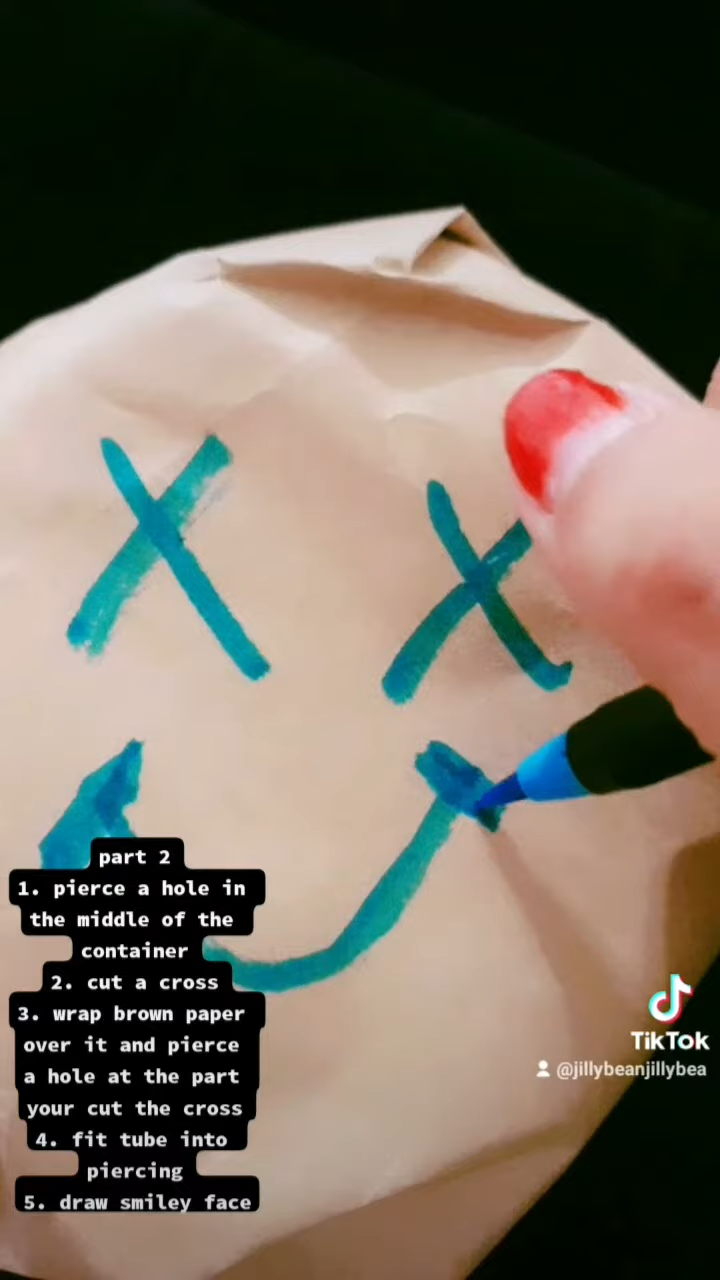 part 2
1. pierce a hole in
the middle of the
container
2. cut a cross
3. wrap brown paper
over it and pierce
a hole at the part
your cut the cross
4. fit tube into
piercing
5. draw smiley face
TikTok
@jillybeanjillybea